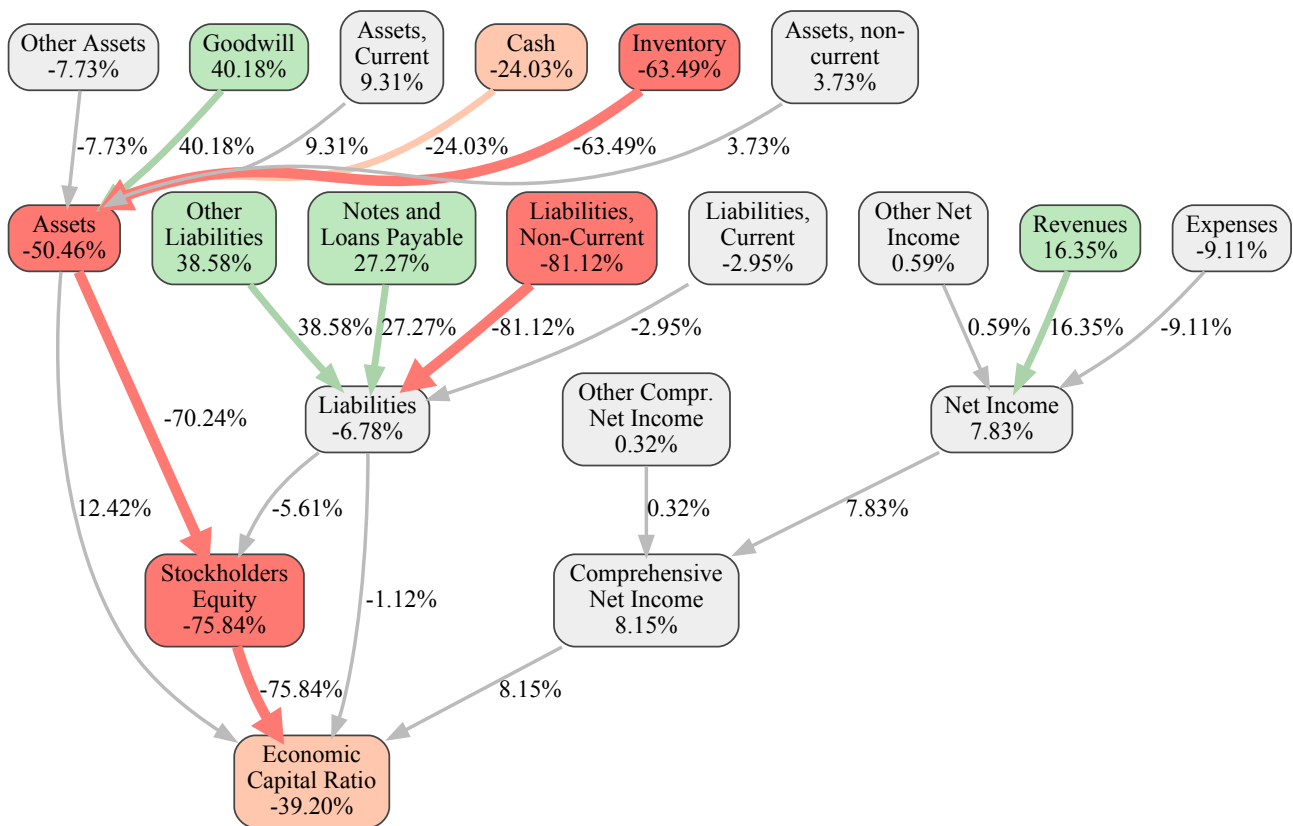 Other Assets
-7.73%
Goodwill
40.18%
Assets,
Current
9.31%
Cash
-24.03%
Inventory
-63.49%
Assets, non-
current
3.73%
-7.73%
40.18%
9.31%
-24.03%
-63.49%
3.73%
Assets
-50.46%
Other
Liabilities
38.58%
Notes and
Loans Payable
27.27%
Liabilities,
Non-Current
-81.12%
Liabilities,
Current
-2.95%
Other Net
Income
0.59%
Revenues
16.35%
Expenses
-9.11%
38.58%
27.27%
-81.12%
-2.95%
0.59%
16.35%
-9.11%
Liabilities
-6.78%
Other Compr.
Net Income
0.32%
Net Income
7.83%
-70.24%
12.42%
-5.61%
0.32%
7.83%
Stockholders
Equity
-75.84%
-1.12%
Comprehensive
Net Income
8.15%
-75.84%
8.15%
Economic
Capital Ratio
-39.20%